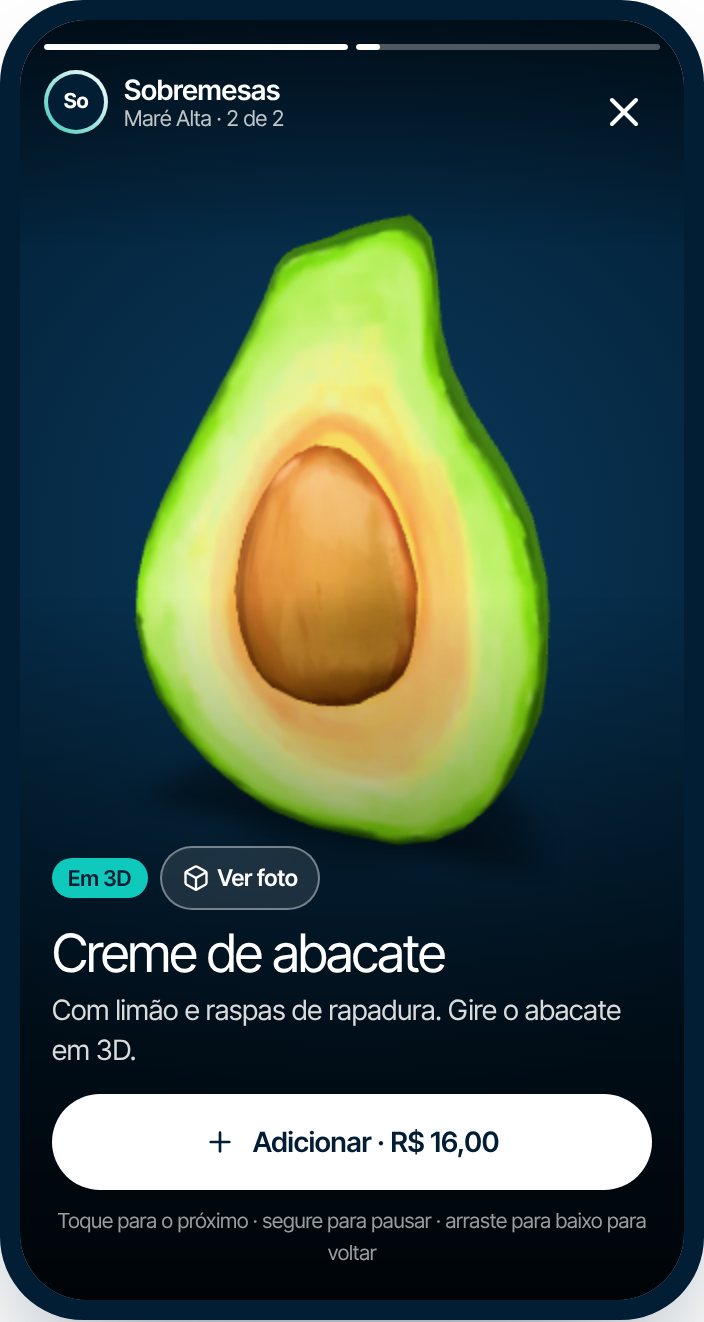 So
Sobremesas
Maré Alta · 2 de 2
Em 3D
Ver foto
Creme de abacate
Com limão e raspas de rapadura. Gire o abacate
em 3D.
Adicionar · R$ 16,00
Toque para o próximo · segure para pausar · arraste para baixo para
voltar